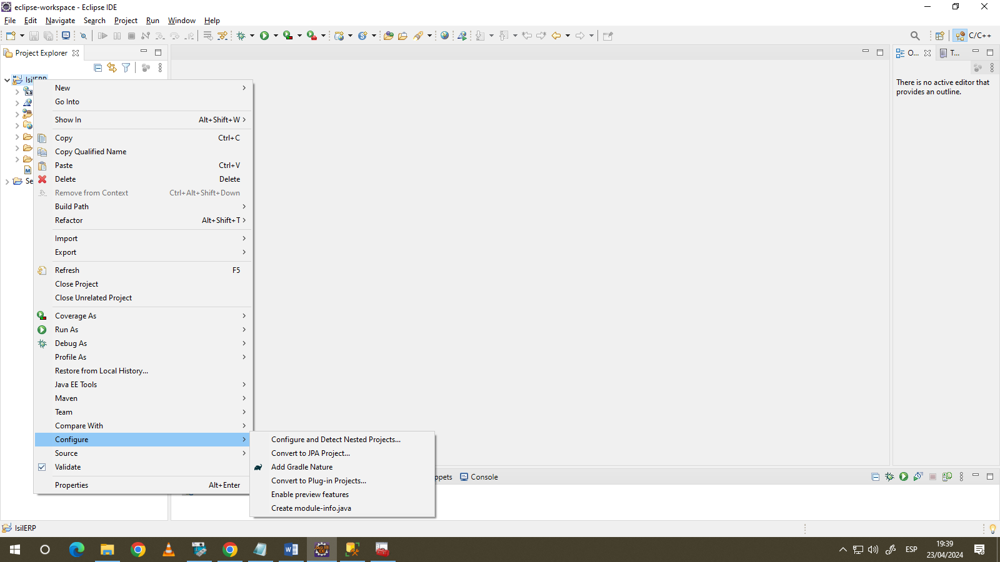 eclipse-workspace - Eclipse IDE
File Edit Navigate Search Project Run Window Help
C/C++
Project Explorer
O...
T...
There is no active editor that
provides an outline.
IsilERP
4.0
M
Se
New
Go Into
Show In Alt+Shift+W
Copy Ctrl+C
Copy Qualified Name
Paste Ctrl+V
Delete Delete
Remove from Context Ctrl+Alt+Shift+Down
Build Path
Refactor Alt+Shift+T
Import
Export
Refresh F5
Close Project
Close Unrelated Project
Coverage As
Run As
Debug As
Profile As
Restore from Local History...
Java EE Tools
Maven
Team
Compare With
Configure
Source
Validate
Properties Alt+Enter
Configure and Detect Nested Projects...
Convert to JPA Project...
Add Gradle Nature
Convert to Plug-in Projects...
Enable preview features
Create module-info.java
ppets
Console
IsilERP
ESP
19:39
23/04/2024